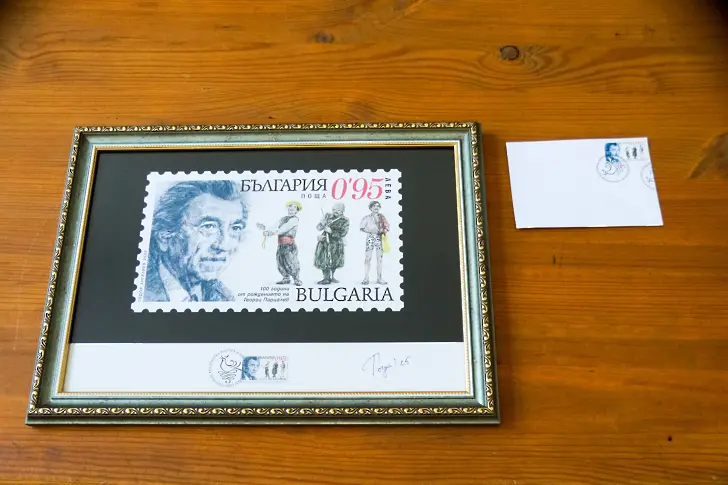 БЪЛГАРИЯ
ПОЩА
0'95
ЛЕВА
100 години
от рождението на
Георги Парцалев
BULGARIA